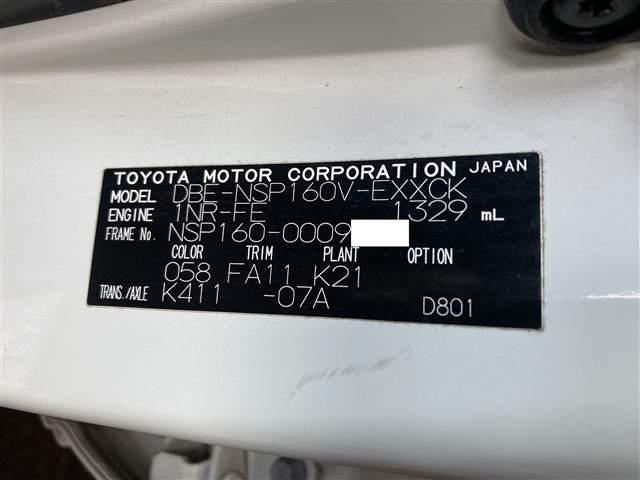 TOYOTA MOTOR CORPORATION JAPAN
MODEL DBE-NSP160V-EXXCK
ENGINE 1NR-FE 1329 mL
FRAME No. NSP160-0009
COLOR TRIM PLANT OPTION
058 FA11 K21
TRANS./AXLE K411 -07A D801